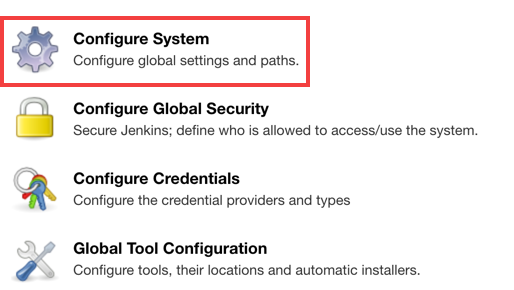 Configure System
Configure global settings and paths.
Configure Global Security
Secure Jenkins; define who is allowed to access/use the system.
Configure Credentials
Configure the credential providers and types
Global Tool Configuration
Configure tools, their locations and automatic installers.